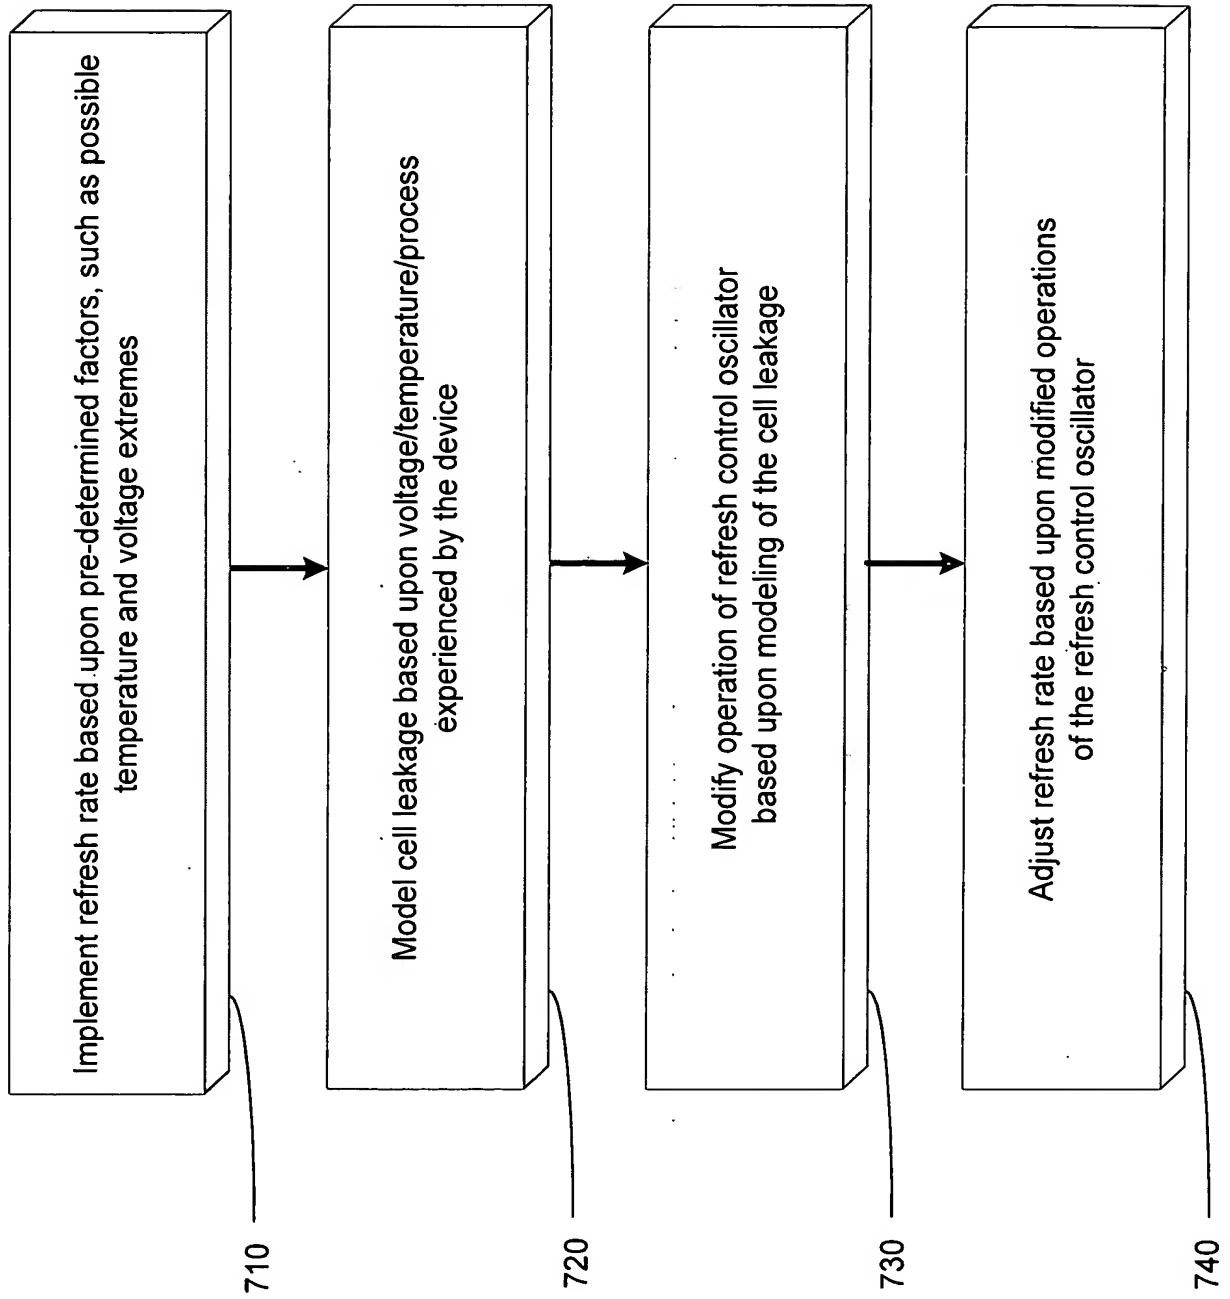 Implement refresh rate based upon pre-determined factors, such as possible
temperature and voltage extremes
710
Model cell leakage based upon voltage/temperature/process
experienced by the device
720
Modify operation of refresh control oscillator
based upon modeling of the cell leakage
730
Adjust refresh rate based upon modified operations
of the refresh control oscillator
740